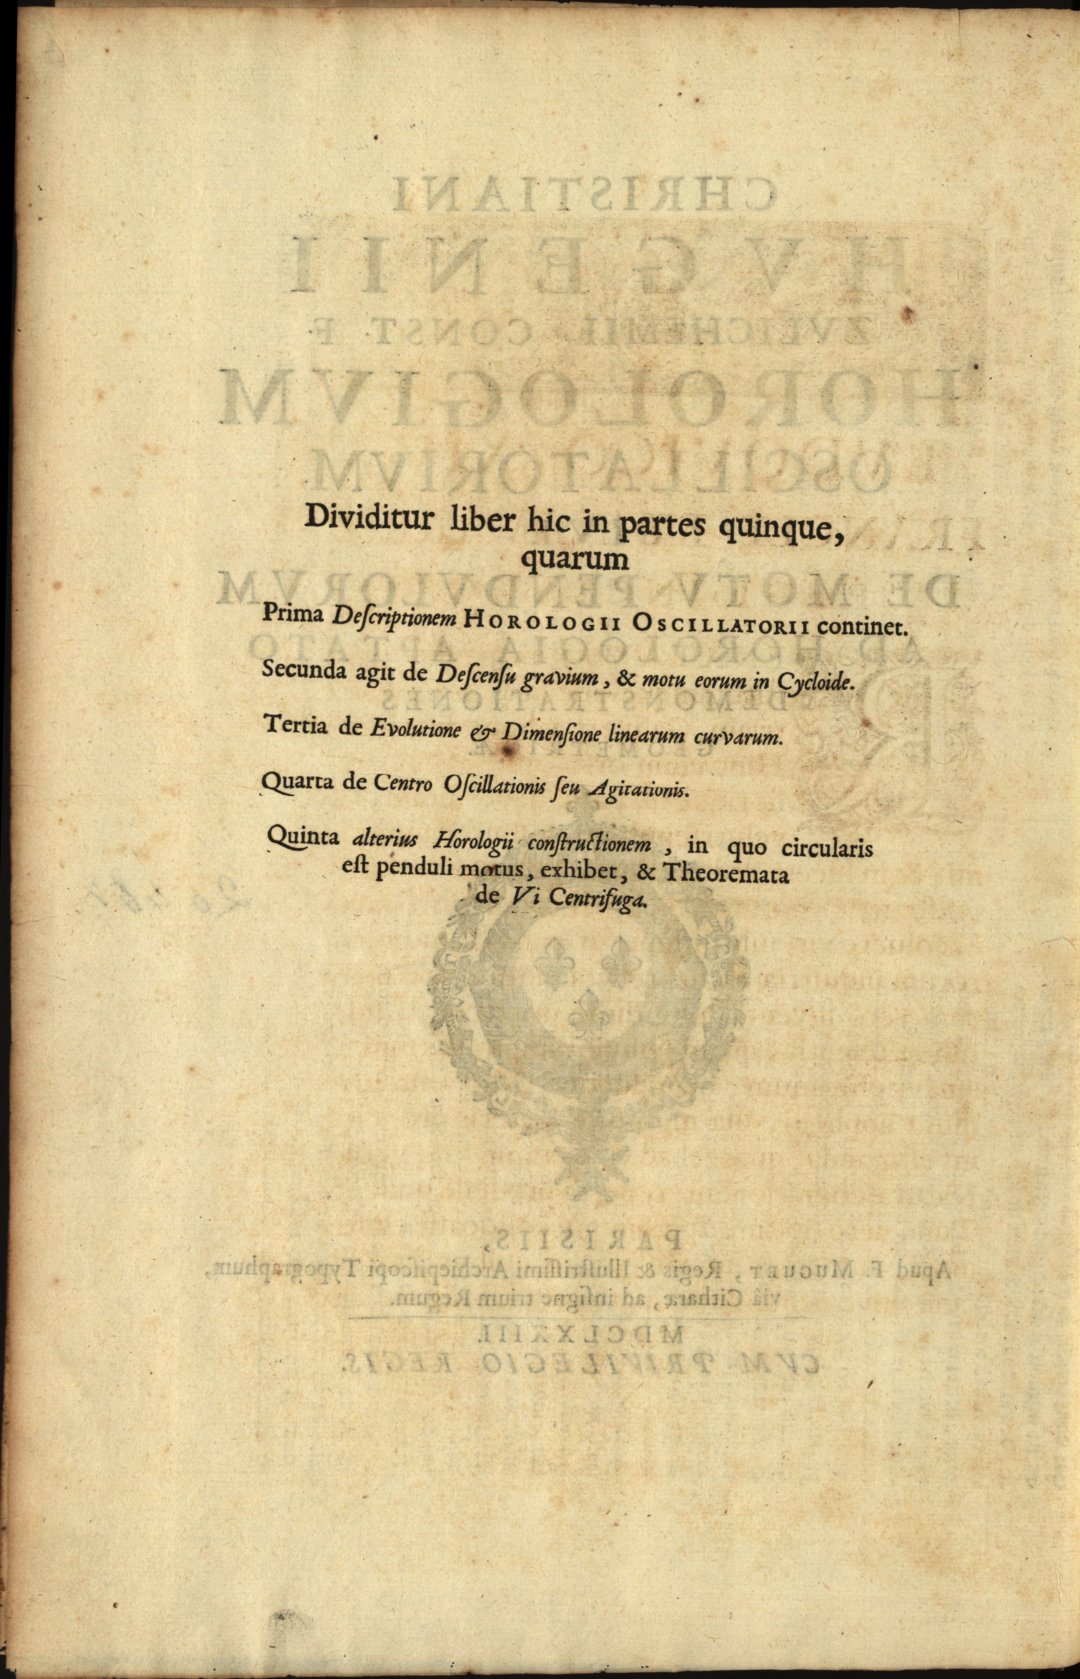 Dividitur liber hic in partes quinque,
quarum
Prima Deſcriptionem HOROLOGII OSCILLATORII continet.
Secunda agit de Deſcenſu gravium, & motu eorum in Cycloide.
Tertia de Evolutione & Dimenſione linearum curvarum.
Quarta de Centro Oſcillationis ſeu Agitationis.
Quinta alterius Horologii conſtructionem, in quo circularis
eſt penduli motus, exhibet, & Theoremata
de Vi Centrifuga.